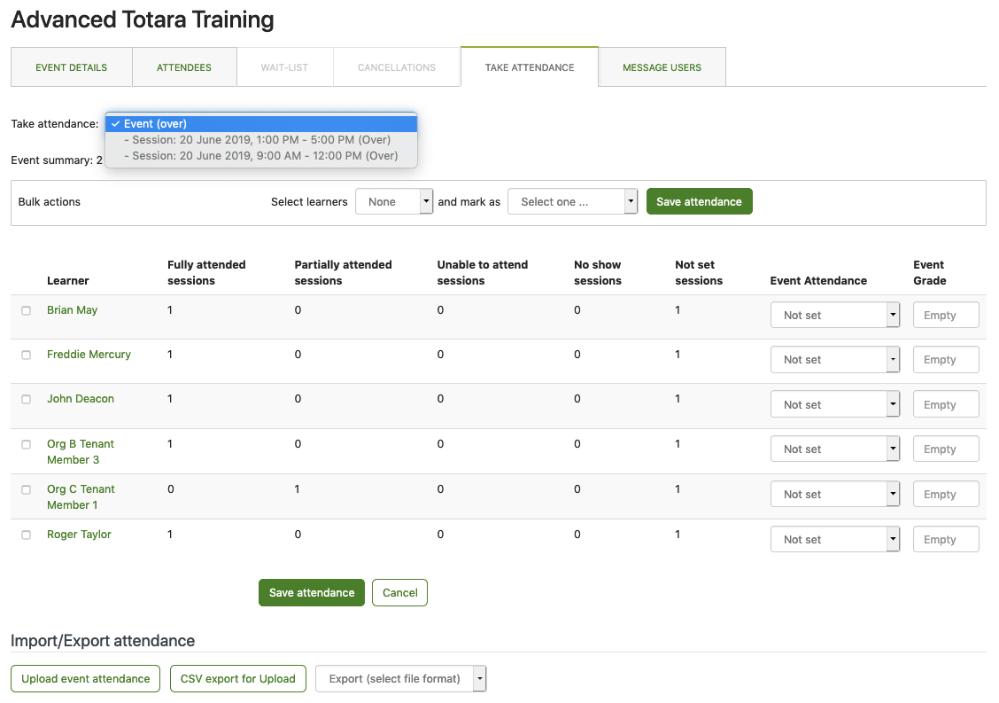 Advanced Totara Training
EVENT DETAILS ATTENDEES WAIT-LIST CANCELLATIONS TAKE ATTENDANCE MESSAGE USERS
Take attendance: ✓ Event (over)
- Session: 20 June 2019, 1:00 PM - 5:00 PM (Over)
- Session: 20 June 2019, 9:00 AM - 12:00 PM (Over)
Event summary: 2
Bulk actions Select learners None and mark as Select one ... Save attendance
Learner Fully attended sessions Partially attended sessions Unable to attend sessions No show sessions Not set sessions Event Attendance Event Grade
Brian May 1 0 0 0 1 Not set Empty
Freddie Mercury 1 0 0 0 1 Not set Empty
John Deacon 1 0 0 0 1 Not set Empty
Org B Tenant Member 3 1 0 0 0 1 Not set Empty
Org C Tenant Member 1 0 1 0 0 1 Not set Empty
Roger Taylor 1 0 0 0 1 Not set Empty
Save attendance Cancel
Import/Export attendance
Upload event attendance CSV export for Upload Export (select file format)